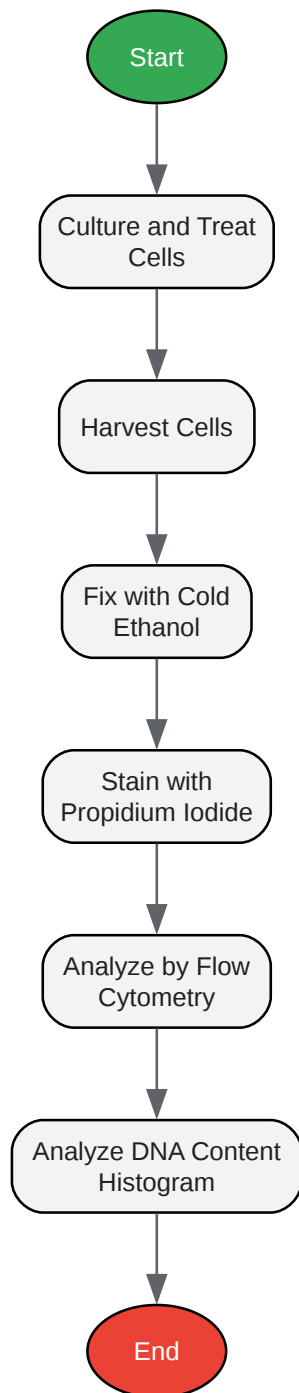 Start
Culture and Treat
Cells
Harvest Cells
Fix with Cold
Ethanol
Stain with
Propidium Iodide
Analyze by Flow
Cytometry
Analyze DNA Content
Histogram
End